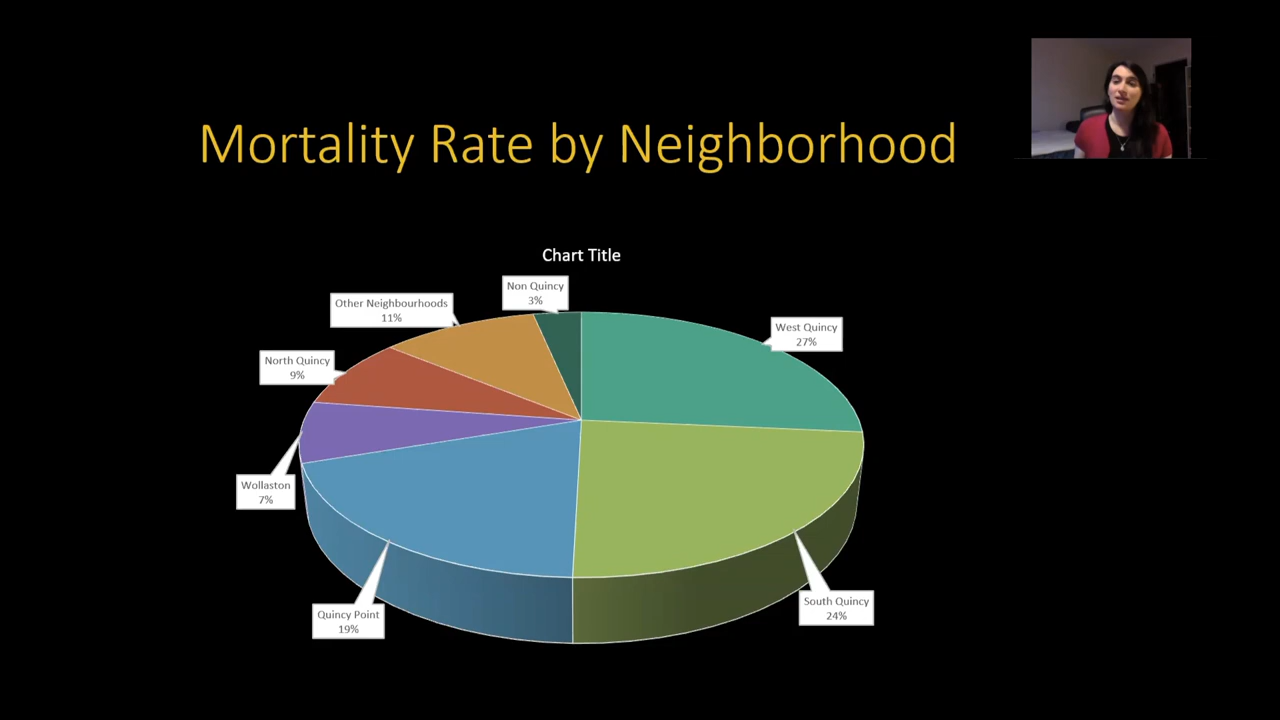 Mortality Rate by Neighborhood
Chart Title
Non Quincy
3%
Other Neighbourhoods
11%
West Quincy
27%
North Quincy
9%
Wollaston
7%
Quincy Point
19%
South Quincy
24%